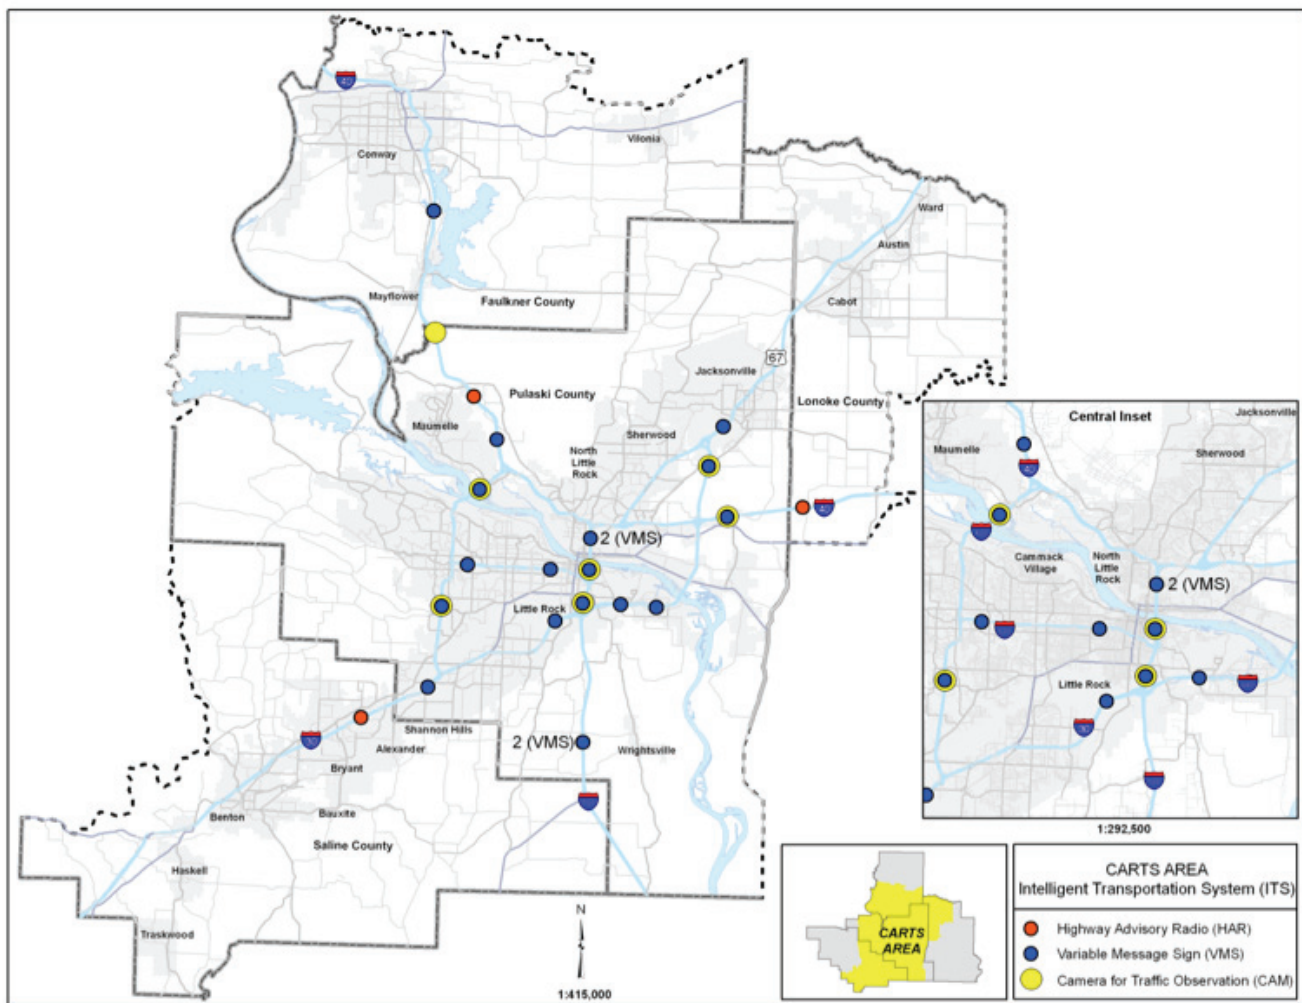 40
Conway
Vilonia
Ward
Austin
Mayflower
Faulkner County
Cabot
67
Jacksonville
Pulaski County
Lonoke County
Maumelle
Sherwood
North
Little
Rock
40
2 (VMS)
Little Rock
Shannon Hills
2 (VMS)
Wrightsville
Alexander
Bryant
Benton
Bauxite
Saline County
Haskell
Traskwood
N
1:415,000
Central Inset
Jacksonville
Maumelle
Sherwood
40
Cammack
Village
North
Little
Rock
2 (VMS)
Little Rock
1:292,500
CARTS
AREA
CARTS AREA
Intelligent Transportation System (ITS)
Highway Advisory Radio (HAR)
Variable Message Sign (VMS)
Camera for Traffic Observation (CAM)